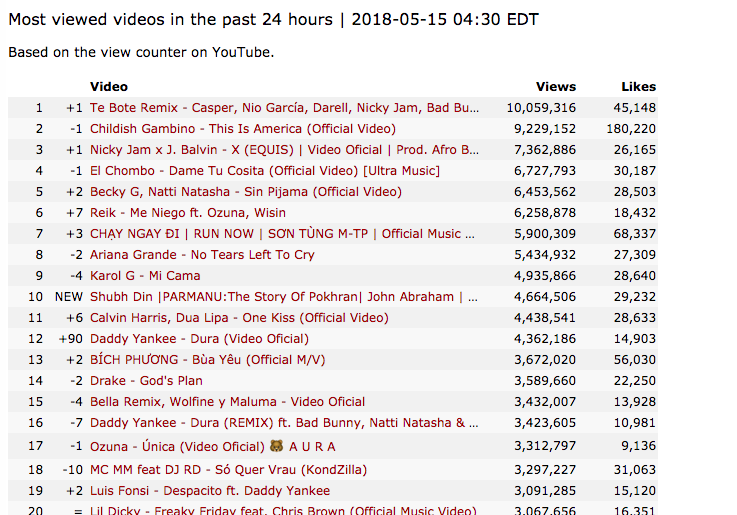 Most viewed videos in the past 24 hours | 2018-05-15 04:30 EDT
Based on the view counter on YouTube.
Video Views Likes
1 +1 Te Bote Remix - Casper, Nio García, Darell, Nicky Jam, Bad Bu... 10,059,316 45,148
2 -1 Childish Gambino - This Is America (Official Video) 9,229,152 180,220
3 +1 Nicky Jam x J. Balvin - X (EQUIS) | Video Oficial | Prod. Afro B... 7,362,886 26,165
4 -1 El Chombo - Dame Tu Cosita (Official Video) [Ultra Music] 6,727,793 30,187
5 +2 Becky G, Natti Natasha - Sin Pijama (Official Video) 6,453,562 28,503
6 +7 Reik - Me Niego ft. Ozuna, Wisin 6,258,878 18,432
7 +3 CHẠY NGAY ĐI | RUN NOW | SƠN TÙNG M-TP | Official Music ... 5,900,309 68,337
8 -2 Ariana Grande - No Tears Left To Cry 5,434,932 27,309
9 -4 Karol G - Mi Cama 4,935,866 28,640
10 NEW Shubh Din |PARMANU:The Story Of Pokhran| John Abraham | ... 4,664,506 29,232
11 +6 Calvin Harris, Dua Lipa - One Kiss (Official Video) 4,438,541 28,633
12 +90 Daddy Yankee - Dura (Video Oficial) 4,362,186 14,903
13 +2 BÍCH PHƯƠNG - Bùa Yêu (Official M/V) 3,672,020 56,030
14 -2 Drake - God's Plan 3,589,660 22,250
15 -4 Bella Remix, Wolfine y Maluma - Video Oficial 3,432,007 13,928
16 -7 Daddy Yankee - Dura (REMIX) ft. Bad Bunny, Natti Natasha & ... 3,423,605 10,981
17 -1 Ozuna - Única (Video Oficial) 🐻 A U R A 3,312,797 9,136
18 -10 MC MM feat DJ RD - Só Quer Vrau (KondZilla) 3,297,227 31,063
19 +2 Luis Fonsi - Despacito ft. Daddy Yankee 3,091,285 15,120
20 = Lil Dicky - Freaky Friday feat. Chris Brown (Official Music Video) 3,067,656 16,351